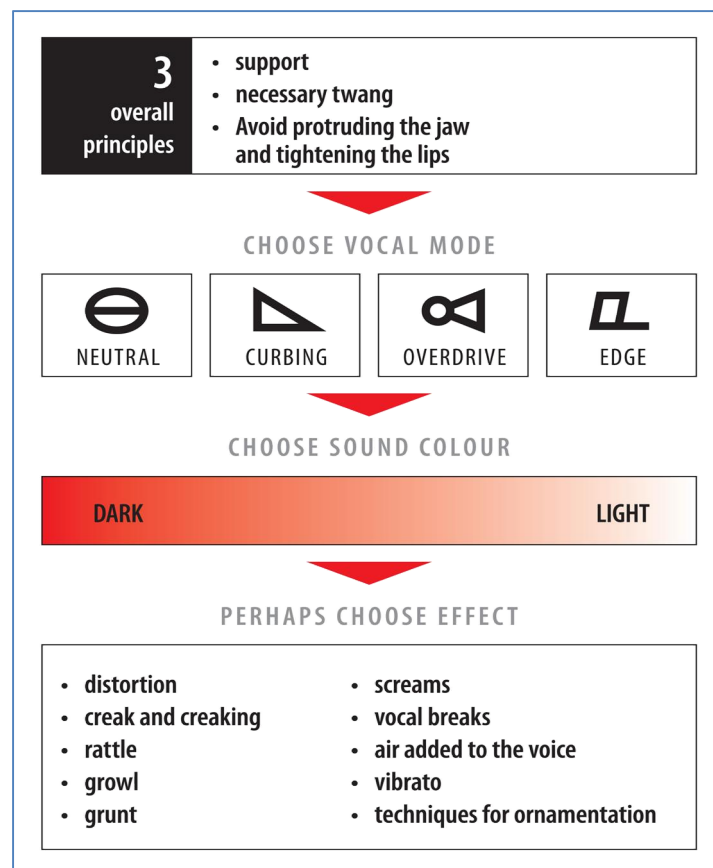 3
overall
principles
• support
• necessary twang
• Avoid protruding the jaw
and tightening the lips
CHOOSE VOCAL MODE
NEUTRAL
CURBING
OVERDRIVE
EDGE
CHOOSE SOUND COLOUR
DARK
LIGHT
PERHAPS CHOOSE EFFECT
• distortion
• creak and creaking
• rattle
• growl
• grunt
• screams
• vocal breaks
• air added to the voice
• vibrato
• techniques for ornamentation